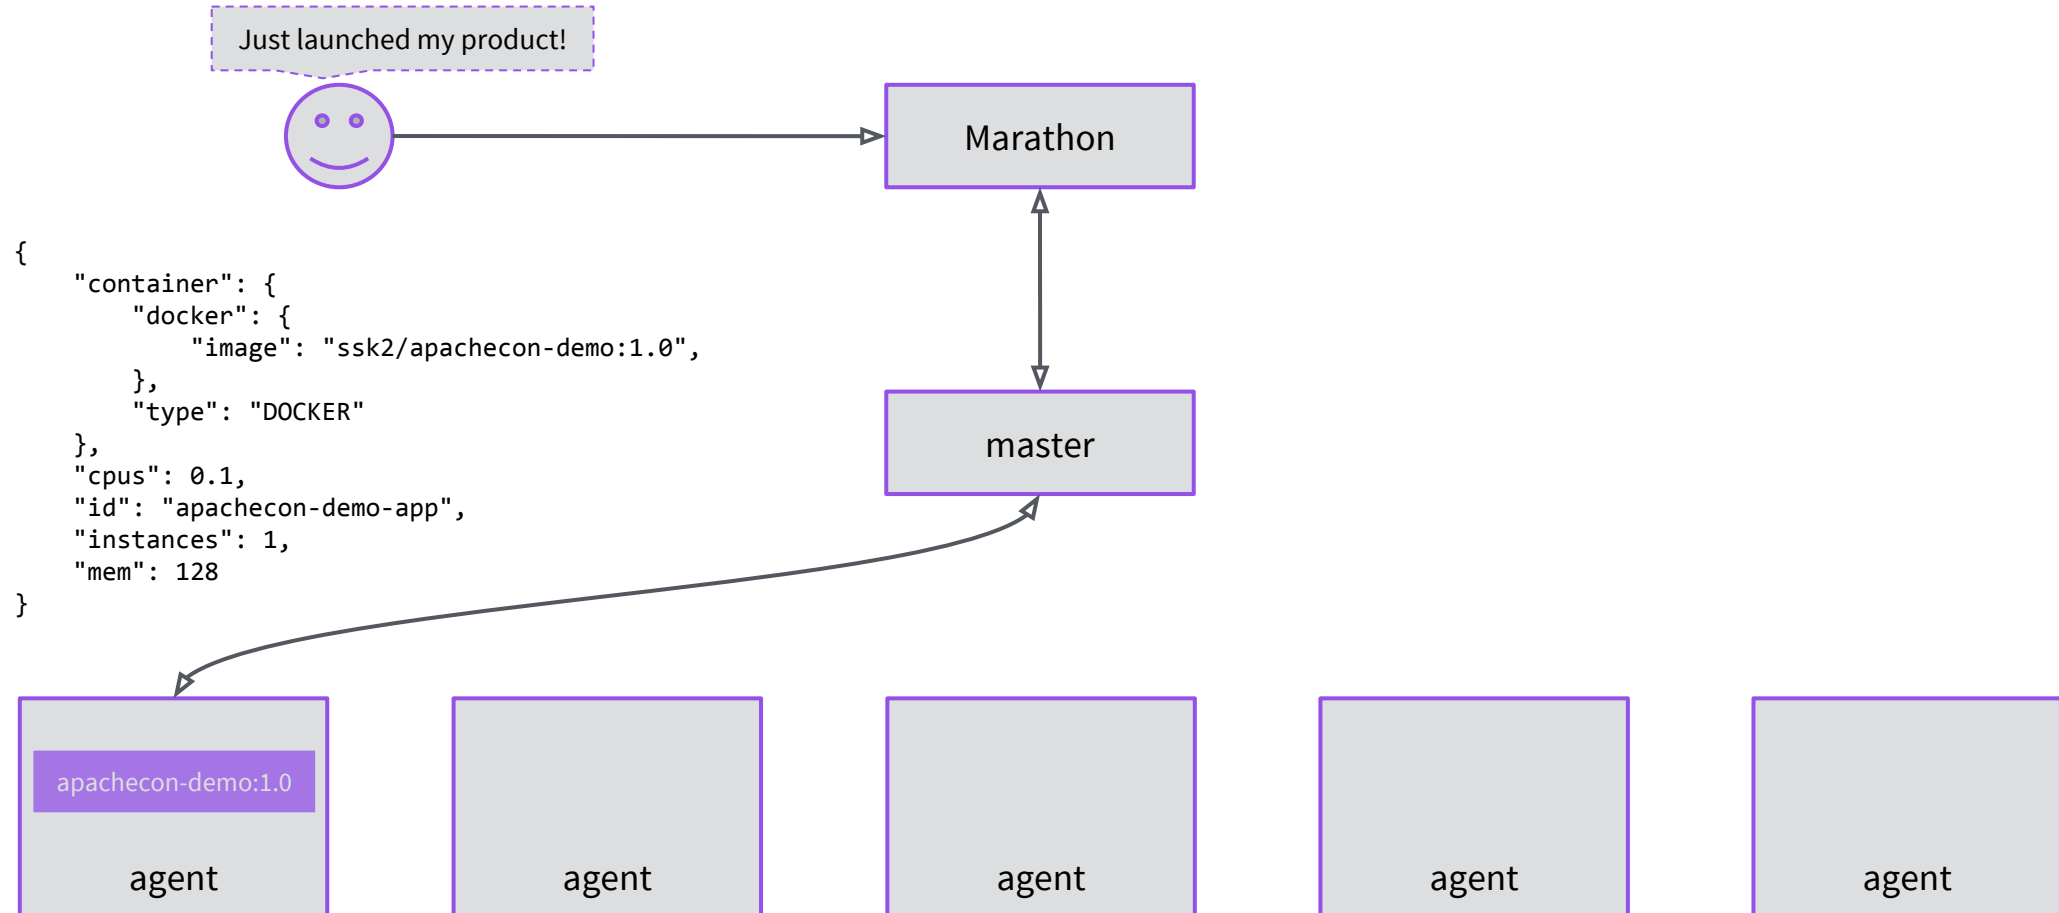 Just launched my product!
Marathon
{
    "container": {
        "docker": {
            "image": "ssk2/apachecon-demo:1.0",
        },
        "type": "DOCKER"
    },
    "cpus": 0.1,
    "id": "apachecon-demo-app",
    "instances": 1,
    "mem": 128
}
master
apachecon-demo:1.0
agent
agent
agent
agent
agent